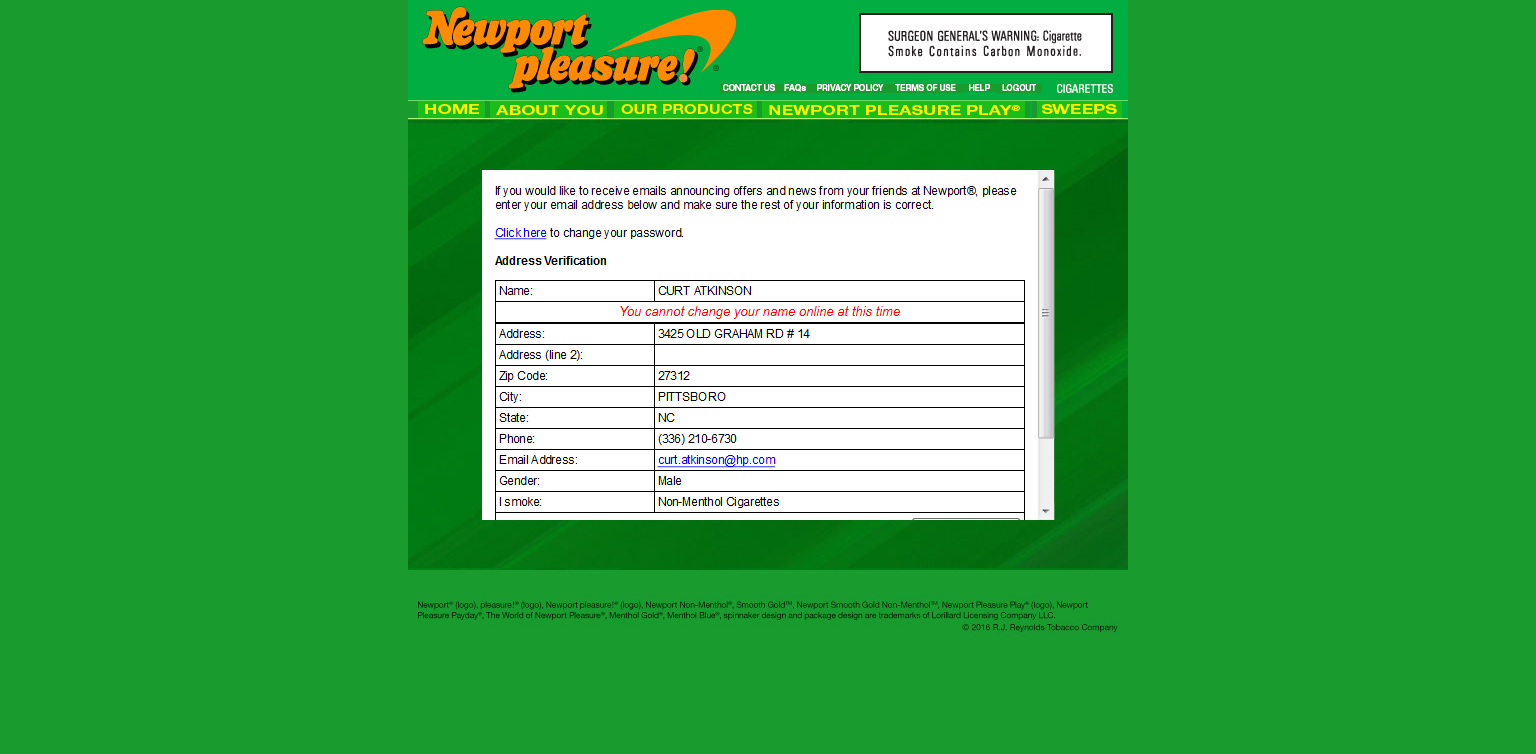 Newport
pleasure!®
®
SURGEON GENERAL'S WARNING: Cigarette
Smoke Contains Carbon Monoxide.
CONTACT US FAQs PRIVACY POLICY TERMS OF USE HELP LOGOUT CIGARETTES
HOME ABOUT YOU OUR PRODUCTS NEWPORT PLEASURE PLAY® SWEEPS
If you would like to receive emails announcing offers and news from your friends at Newport®, please
enter your email address below and make sure the rest of your information is correct.
Click here to change your password.
Address Verification
Name: CURT ATKINSON
You cannot change your name online at this time
Address: 3425 OLD GRAHAM RD # 14
Address (line 2):
Zip Code: 27312
City: PITTSBORO
State: NC
Phone: (336) 210-6730
Email Address: curt.atkinson@hp.com
Gender: Male
I smoke: Non-Menthol Cigarettes
Newport® (logo), pleasure!® (logo), Newport pleasure!® (logo), Newport Non-Menthol®, Smooth Gold™, Newport Smooth Gold Non-Menthol™, Newport Pleasure Play® (logo), Newport
Pleasure Payday®, The World of Newport Pleasure®, Menthol Gold®, Menthol Blue®, spinnaker design and package design are trademarks of Lorillard Licensing Company LLC.
© 2016 R.J. Reynolds Tobacco Company